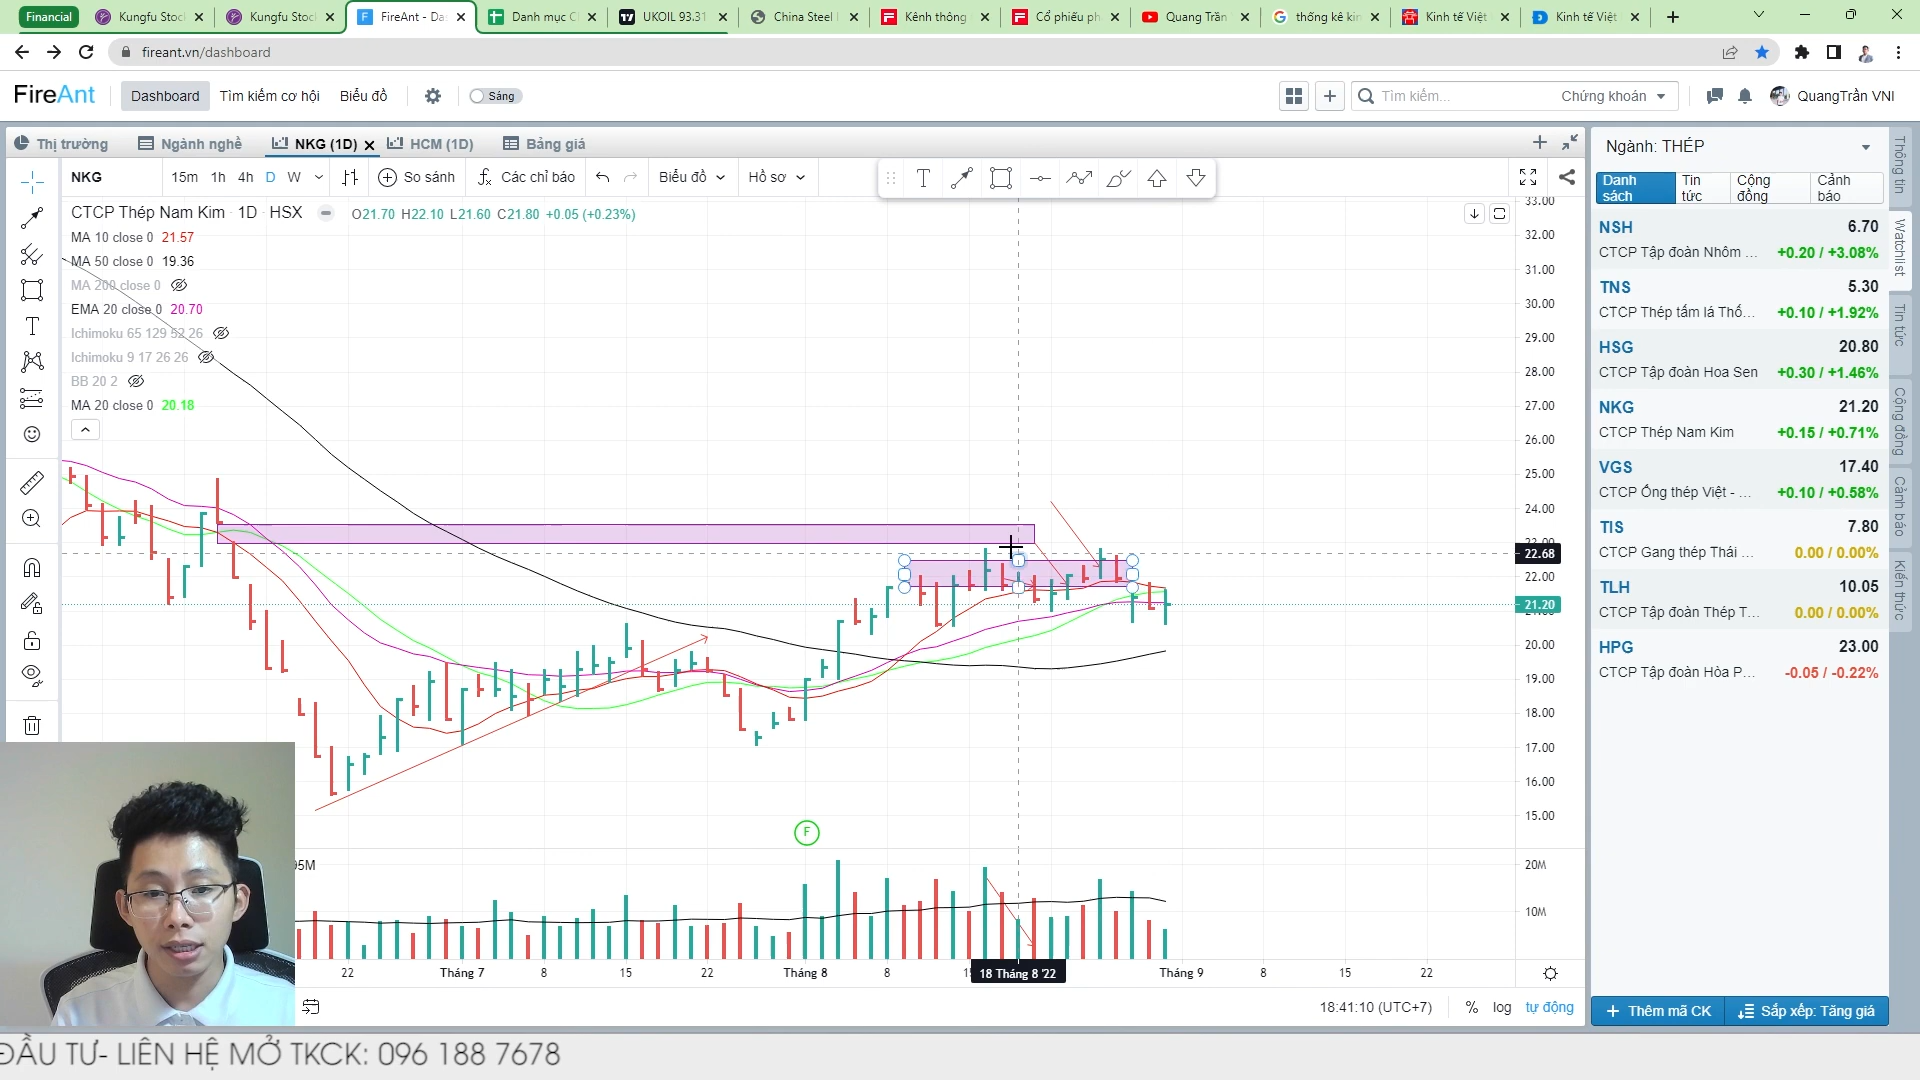 Financial
Kungfu Stoc
Kungfu Stock
FireAnt - Das
Danh mục C
UKOIL 93.31
China Steel
Kênh thông
Cổ phiếu ph
Quang Trần
thống kê kin
Kinh tế Việt
Kinh tế Việt
fireant.vn/dashboard
FireAnt
Dashboard
Tìm kiếm cơ hội
Biểu đồ
Sáng
Tìm kiếm...
Chứng khoán
QuangTrần VNI
Thị trường
Ngành nghề
NKG (1D)
HCM (1D)
Bảng giá
NKG
15m 1h 4h D W
So sánh
Các chỉ báo
Biểu đồ
Hồ sơ
T
CTCP Thép Nam Kim 1D HSX
O21.70 H22.10 L21.60 C21.80 +0.05 (+0.23%)
MA 10 close 0 21.57
MA 50 close 0 19.36
MA 200 close 0
EMA 20 close 0 20.70
Ichimoku 65 129 52 26
Ichimoku 9 17 26 26
BB 20 2
MA 20 close 0 20.18
33.00
32.00
31.00
30.00
29.00
28.00
27.00
26.00
25.00
24.00
22.68
22.00
21.20
20.00
19.00
18.00
17.00
16.00
15.00
F
95M
20M
10M
22
Tháng 7
8
15
22
Tháng 8
8
18 Tháng 8 '22
Tháng 9
8
15
22
18:41:10 (UTC+7)
%
log
tự động
Ngành: THÉP
Danh sách
Tin tức
Cộng đồng
Cảnh báo
NSH 6.70
CTCP Tập đoàn Nhôm ... +0.20 / +3.08%
TNS 5.30
CTCP Thép tấm lá Thố... +0.10 / +1.92%
HSG 20.80
CTCP Tập đoàn Hoa Sen +0.30 / +1.46%
NKG 21.20
CTCP Thép Nam Kim +0.15 / +0.71%
VGS 17.40
CTCP Ống thép Việt - ... +0.10 / +0.58%
TIS 7.80
CTCP Gang thép Thái ... 0.00 / 0.00%
TLH 10.05
CTCP Tập đoàn Thép T... 0.00 / 0.00%
HPG 23.00
CTCP Tập đoàn Hòa P... -0.05 / -0.22%
Thêm mã CK
Sắp xếp: Tăng giá
Thông tin
Watchlist
Tin tức
Cộng đồng
Cảnh báo
Kiến thức
ĐẦU TƯ- LIÊN HỆ MỞ TKCK: 096 188 7678